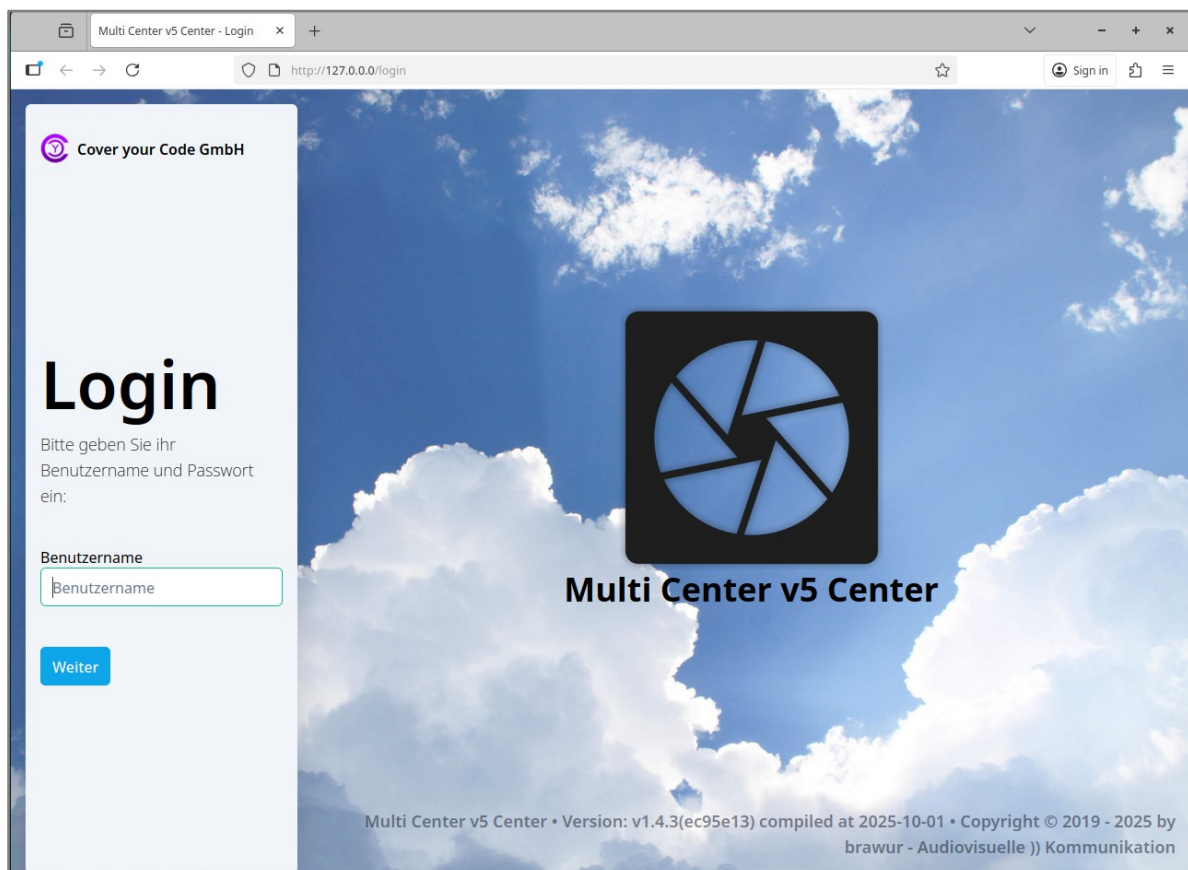 Multi Center v5 Center - Login
http://127.0.0.0/login
Sign in
Cover your Code GmbH
Login
Bitte geben Sie ihr
Benutzername und Passwort
ein:
Benutzername
Benutzername
Weiter
Multi Center v5 Center
Multi Center v5 Center • Version: v1.4.3(ec95e13) compiled at 2025-10-01 • Copyright © 2019 - 2025 by
brawur - Audiovisuelle )) Kommunikation